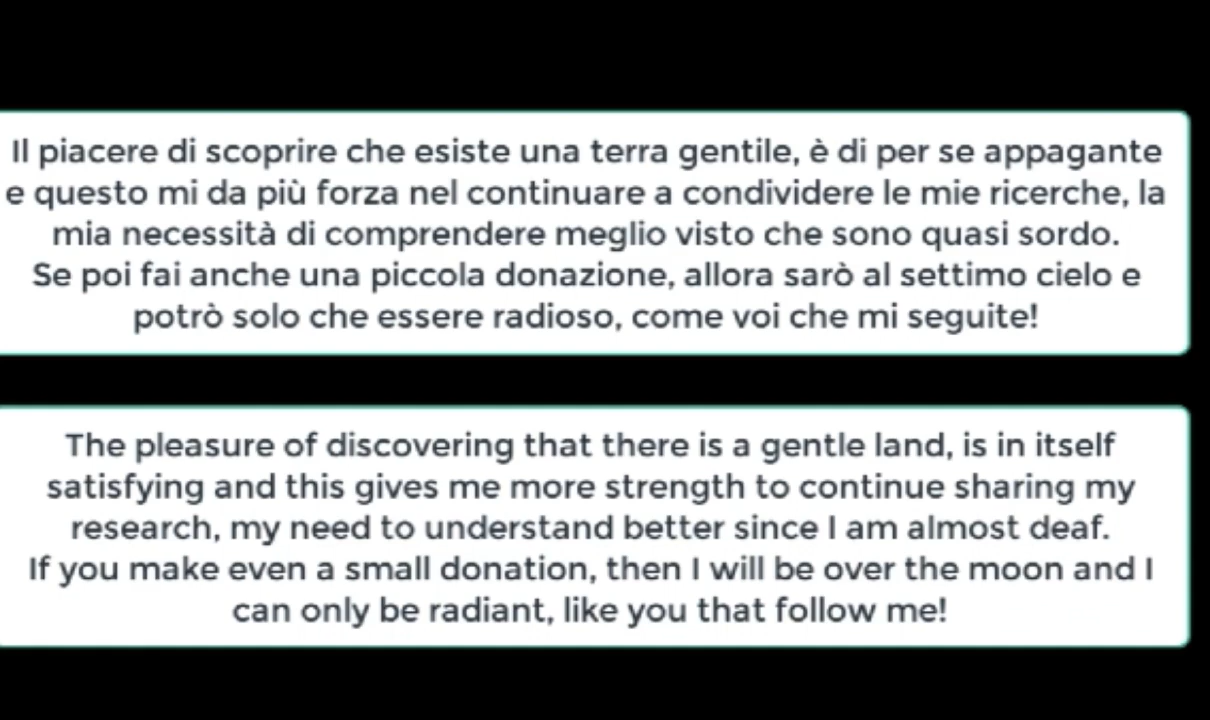 Il piacere di scoprire che esiste una terra gentile, è di per se appagante
e questo mi da più forza nel continuare a condividere le mie ricerche, la
mia necessità di comprendere meglio visto che sono quasi sordo.
Se poi fai anche una piccola donazione, allora sarò al settimo cielo e
potrò solo che essere radioso, come voi che mi seguite!
The pleasure of discovering that there is a gentle land, is in itself
satisfying and this gives me more strength to continue sharing my
research, my need to understand better since I am almost deaf.
If you make even a small donation, then I will be over the moon and I
can only be radiant, like you that follow me!